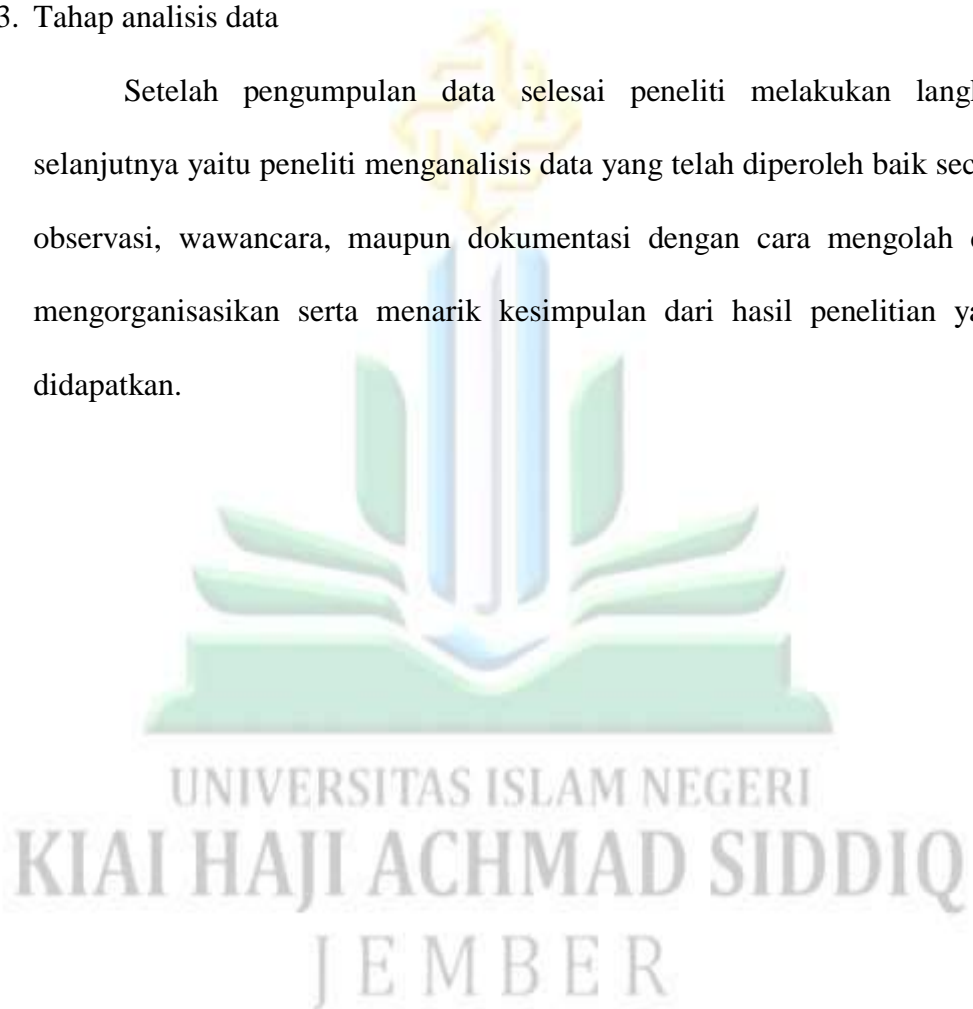 3. Tahap analisis data
Setelah pengumpulan data selesai peneliti melakukan
selanjutnya yaitu peneliti menganalisis data yang telah diperoleh baik
observasi, wawancara, maupun dokumentasi dengan cara mengolah
mengorganisasikan serta menarik kesimpulan dari hasil penelitian
didapatkan.
UNIVERSITAS ISLAM NEGERI
KIAI HAJI ACHMAD SIDDIQ
JEMBER